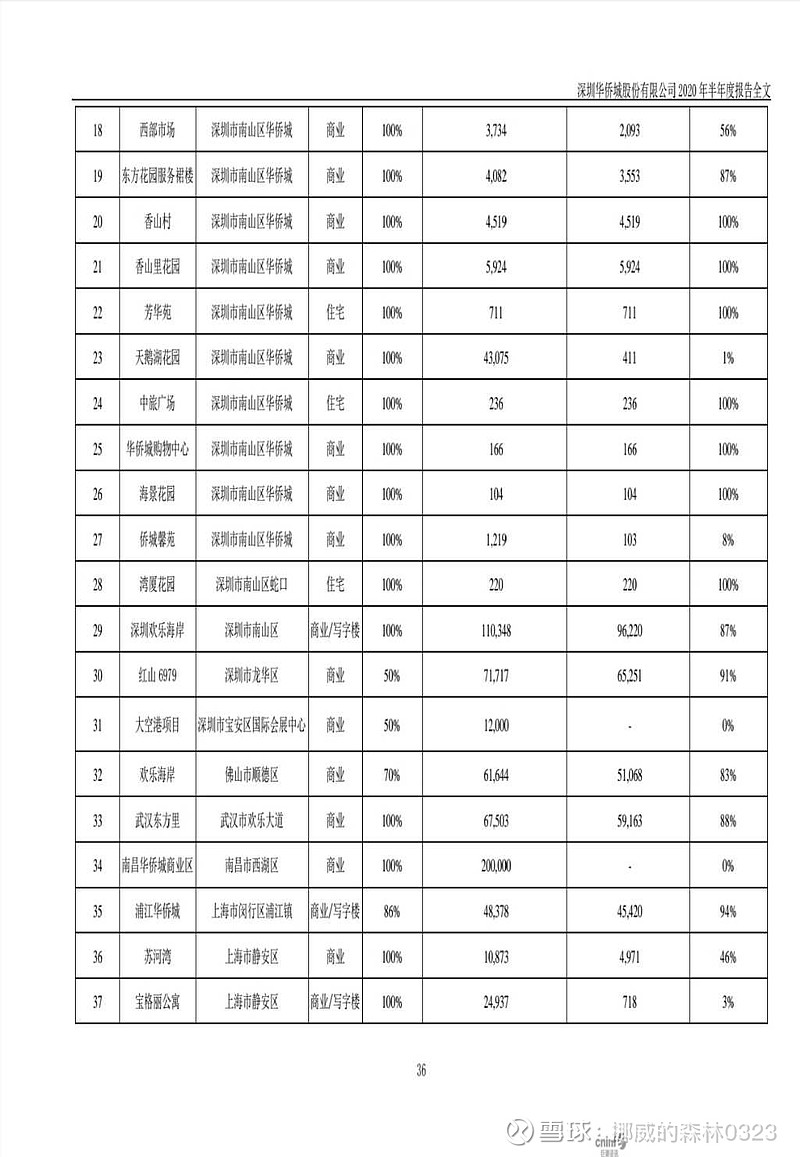 深圳华侨城股份有限公司 2020 年半年度报告全文
18 西部市场 深圳市南山区华侨城 商业 100% 3,734 2,093 56%
19 东方花园服务裙楼 深圳市南山区华侨城 商业 100% 4,082 3,553 87%
20 香山村 深圳市南山区华侨城 商业 100% 4,519 4,519 100%
21 香山里花园 深圳市南山区华侨城 商业 100% 5,924 5,924 100%
22 芳华苑 深圳市南山区华侨城 住宅 100% 711 711 100%
23 天鹅湖花园 深圳市南山区华侨城 商业 100% 43,075 411 1%
24 中旅广场 深圳市南山区华侨城 住宅 100% 236 236 100%
25 华侨城购物中心 深圳市南山区华侨城 商业 100% 166 166 100%
26 海景花园 深圳市南山区华侨城 商业 100% 104 104 100%
27 侨城馨苑 深圳市南山区华侨城 商业 100% 1,219 103 8%
28 湾厦花园 深圳市南山区蛇口 住宅 100% 220 220 100%
29 深圳欢乐海岸 深圳市南山区 商业/写字楼 100% 110,348 96,220 87%
30 红山 6979 深圳市龙华区 商业 50% 71,717 65,251 91%
31 大空港项目 深圳市宝安区国际会展中心 商业 50% 12,000 - 0%
32 欢乐海岸 佛山市顺德区 商业 70% 61,644 51,068 83%
33 武汉东方里 武汉市欢乐大道 商业 100% 67,503 59,163 88%
34 南昌华侨城商业区 南昌市西湖区 商业 100% 200,000 - 0%
35 浦江华侨城 上海市闵行区浦江镇 商业/写字楼 86% 48,378 45,420 94%
36 苏河湾 上海市静安区 商业 100% 10,873 4,971 46%
37 宝格丽公寓 上海市静安区 商业/写字楼 100% 24,937 718 3%
36
雪球:挪威的森林0323
cninf
巨潮资讯